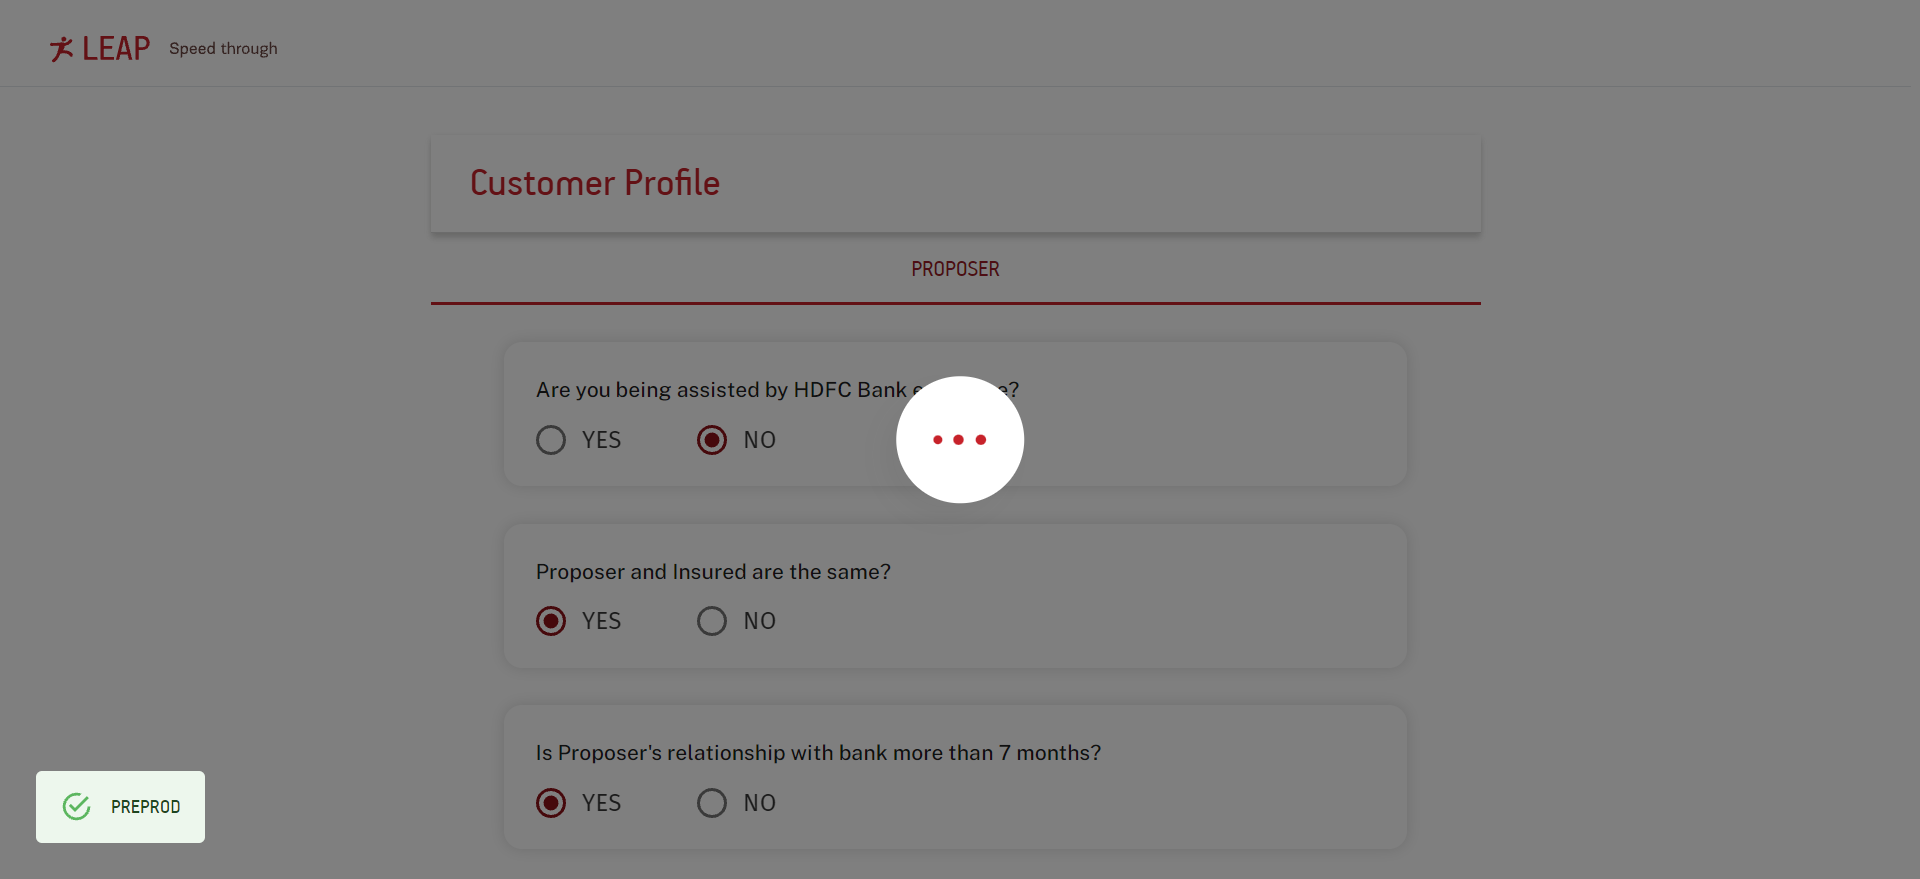 LEAP Speed through
Customer Profile
PROPOSER
Are you being assisted by HDFC Bank
YES NO
Proposer and Insured are the same?
YES NO
Is Proposer's relationship with bank more than 7 months?
YES NO
PREPROD